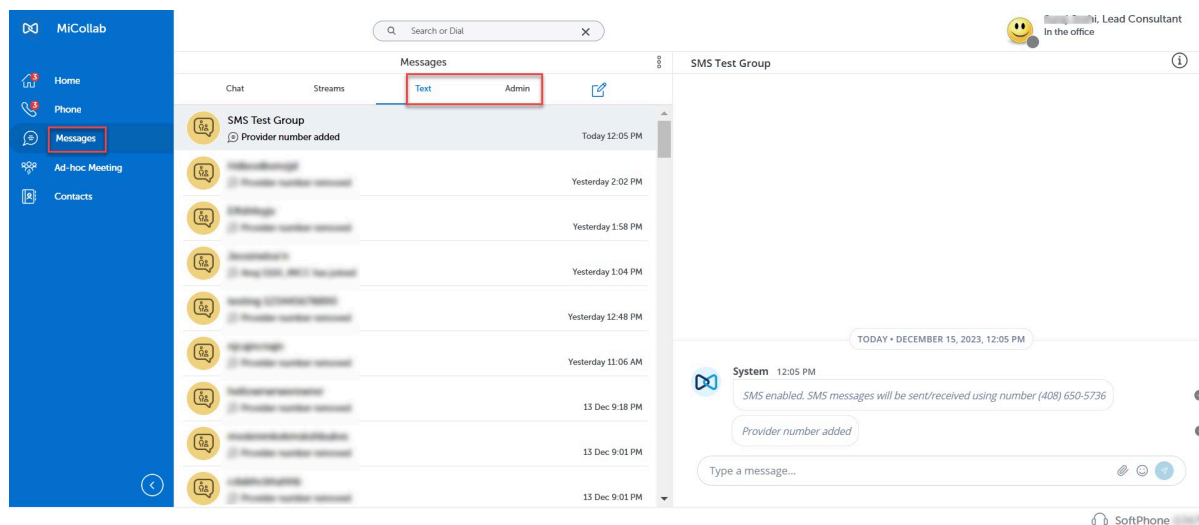 MiCollab
Search or Dial
, Lead Consultant
In the office
3
Home
3
Phone
Messages
Ad-hoc Meeting
Contacts
Messages
Chat Streams Text Admin
SMS Test Group
Provider number added Today 12:05 PM
Yesterday 2:02 PM
Yesterday 1:58 PM
Yesterday 1:04 PM
Yesterday 12:48 PM
Yesterday 11:06 AM
13 Dec 9:18 PM
13 Dec 9:01 PM
13 Dec 9:01 PM
SMS Test Group
TODAY • DECEMBER 15, 2023, 12:05 PM
System 12:05 PM
SMS enabled. SMS messages will be sent/received using number (408) 650-5736
Provider number added
Type a message...
SoftPhone